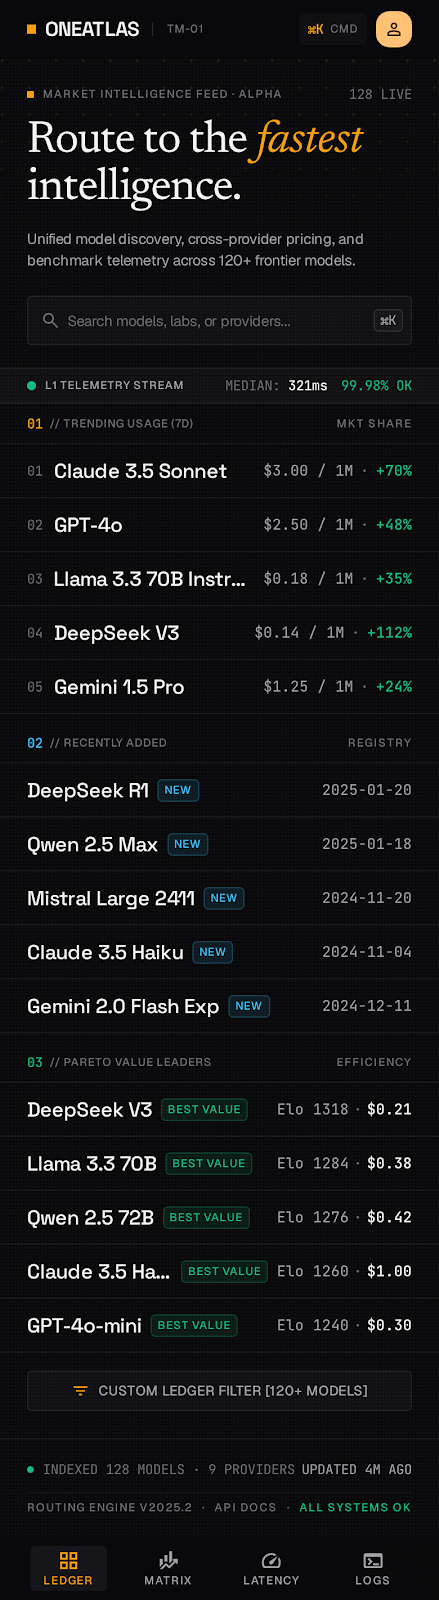 ONEATLAS TM-01 ⌘K CMD
MARKET INTELLIGENCE FEED · ALPHA 128 LIVE
Route to the fastest
intelligence.
Unified model discovery, cross-provider pricing, and
benchmark telemetry across 120+ frontier models.
Search models, labs, or providers... ⌘K
L1 TELEMETRY STREAM MEDIAN: 321ms 99.98% OK
01 // TRENDING USAGE (7D) MKT SHARE
01 Claude 3.5 Sonnet $3.00 / 1M · +70%
02 GPT-4o $2.50 / 1M · +48%
03 Llama 3.3 70B Instr... $0.18 / 1M · +35%
04 DeepSeek V3 $0.14 / 1M · +112%
05 Gemini 1.5 Pro $1.25 / 1M · +24%
02 // RECENTLY ADDED REGISTRY
DeepSeek R1 NEW 2025-01-20
Qwen 2.5 Max NEW 2025-01-18
Mistral Large 2411 NEW 2024-11-20
Claude 3.5 Haiku NEW 2024-11-04
Gemini 2.0 Flash Exp NEW 2024-12-11
03 // PARETO VALUE LEADERS EFFICIENCY
DeepSeek V3 BEST VALUE Elo 1318 · $0.21
Llama 3.3 70B BEST VALUE Elo 1284 · $0.38
Qwen 2.5 72B BEST VALUE Elo 1276 · $0.42
Claude 3.5 Ha... BEST VALUE Elo 1260 · $1.00
GPT-4o-mini BEST VALUE Elo 1240 · $0.30
CUSTOM LEDGER FILTER [120+ MODELS]
INDEXED 128 MODELS · 9 PROVIDERS UPDATED 4M AGO
ROUTING ENGINE V2025.2 · API DOCS · ALL SYSTEMS OK
LEDGER MATRIX LATENCY LOGS